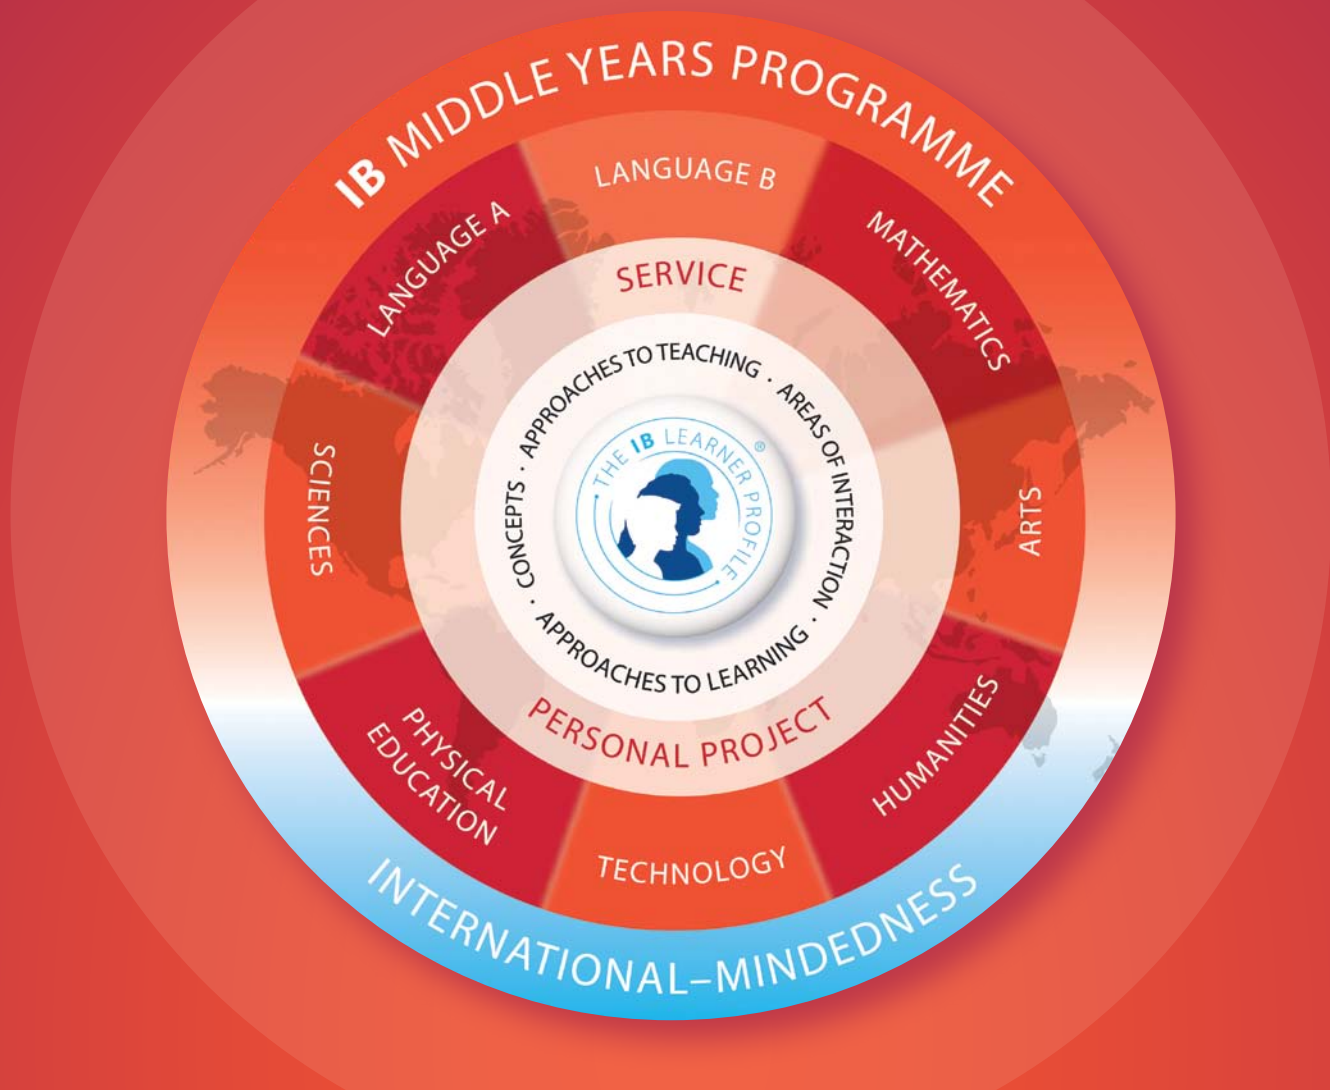 IB MIDDLE YEARS PROGRAMME
LANGUAGE B
LANGUAGE A
MATHEMATICS
SERVICE
APPROACHES TO TEACHING · AREAS OF INTERACTION · APPROACHES TO LEARNING · CONCEPTS ·
THE IB LEARNER PROFILE ®
SCIENCES
ARTS
PERSONAL PROJECT
PHYSICAL
EDUCATION
HUMANITIES
TECHNOLOGY
INTERNATIONAL–MINDEDNESS